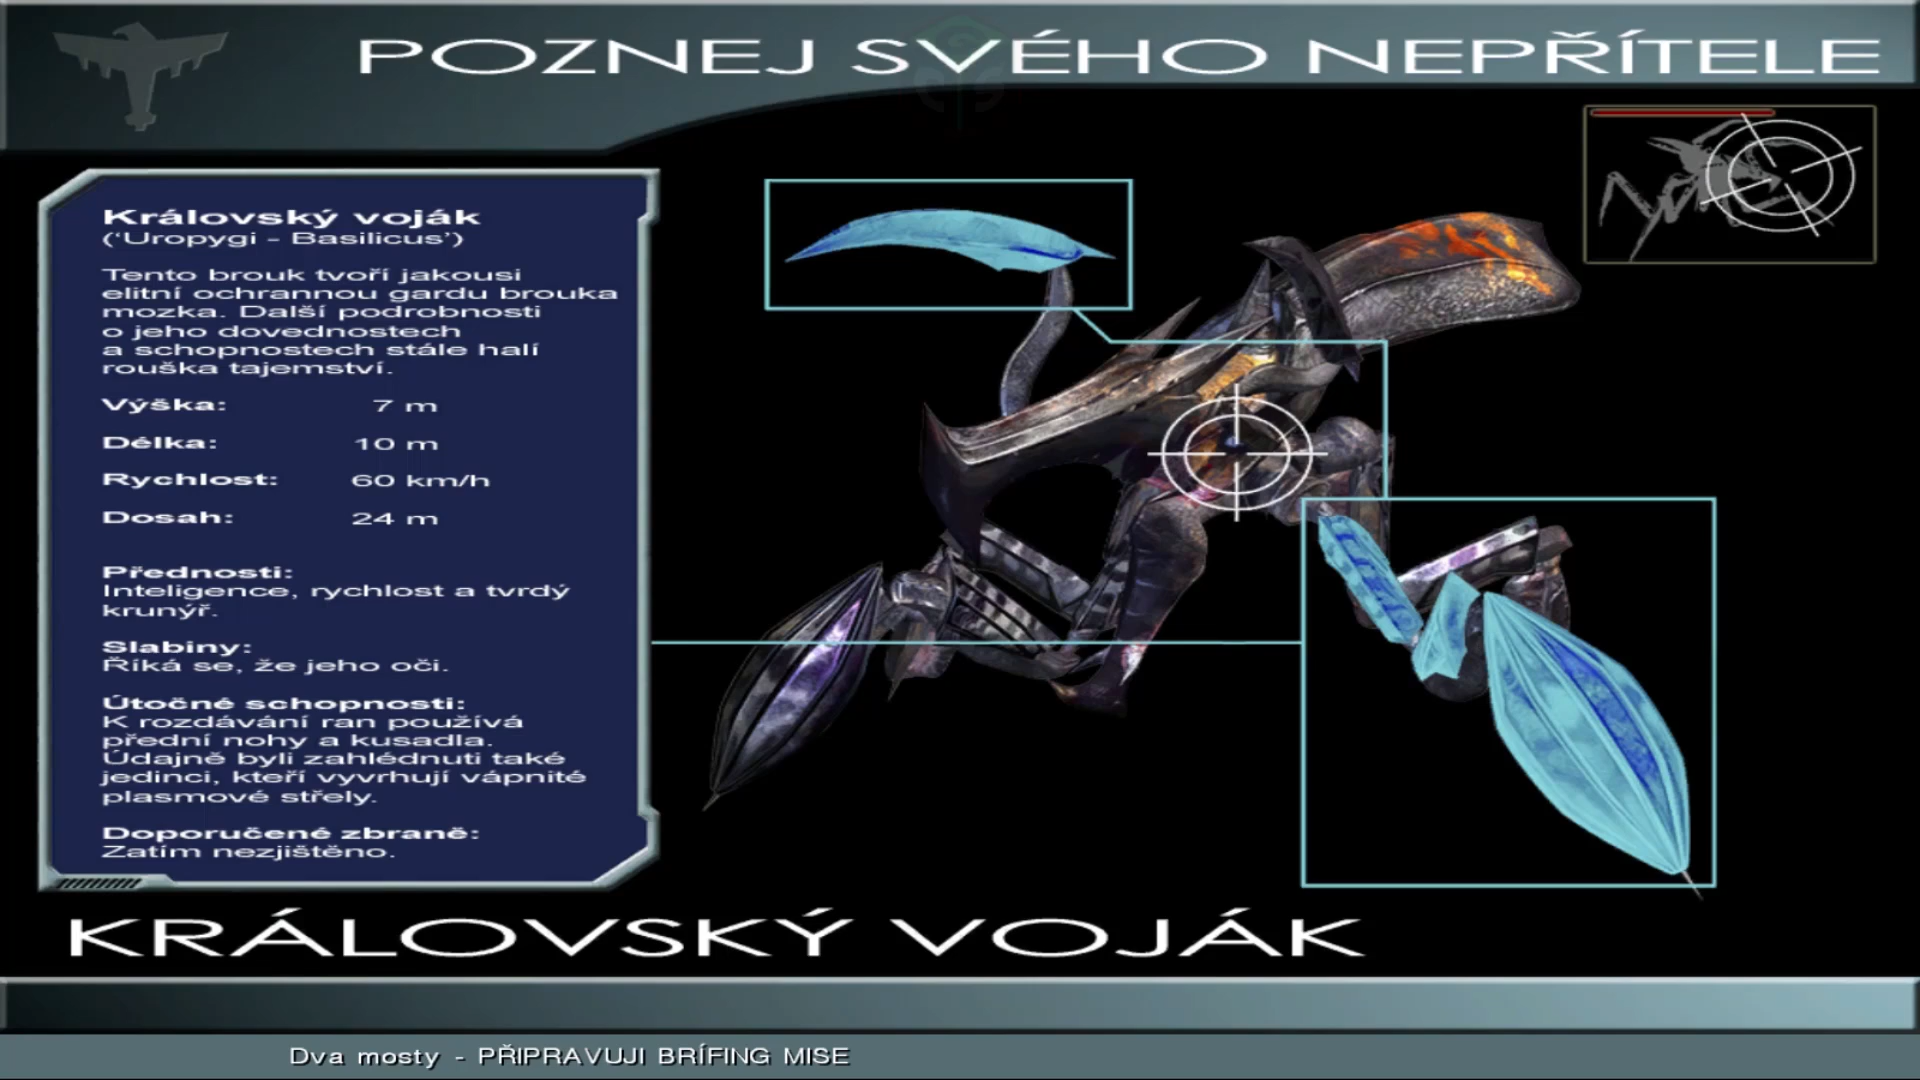 POZNEJ SVÉHO NEPŘÍTELE
Královský voják
(‘Uropygi - Basilicus’)
Tento brouk tvoří jakousi
elitní ochrannou gardu brouka
mozka. Další podrobnosti
o jeho dovednostech
a schopnostech stále halí
rouška tajemství.
Výška: 7 m
Délka: 10 m
Rychlost: 60 km/h
Dosah: 24 m
Přednosti:
Inteligence, rychlost a tvrdý
krunýř.
Slabiny:
Říká se, že jeho oči.
Útočné schopnosti:
K rozdávání ran používá
přední nohy a kusadla.
Údajně byli zahlédnuti také
jedinci, kteří vyvrhují vápnité
plasmové střely.
Doporučené zbraně:
Zatím nezjištěno.
KRÁLOVSKÝ VOJÁK
Dva mosty - PŘIPRAVUJI BRÍFING MISE